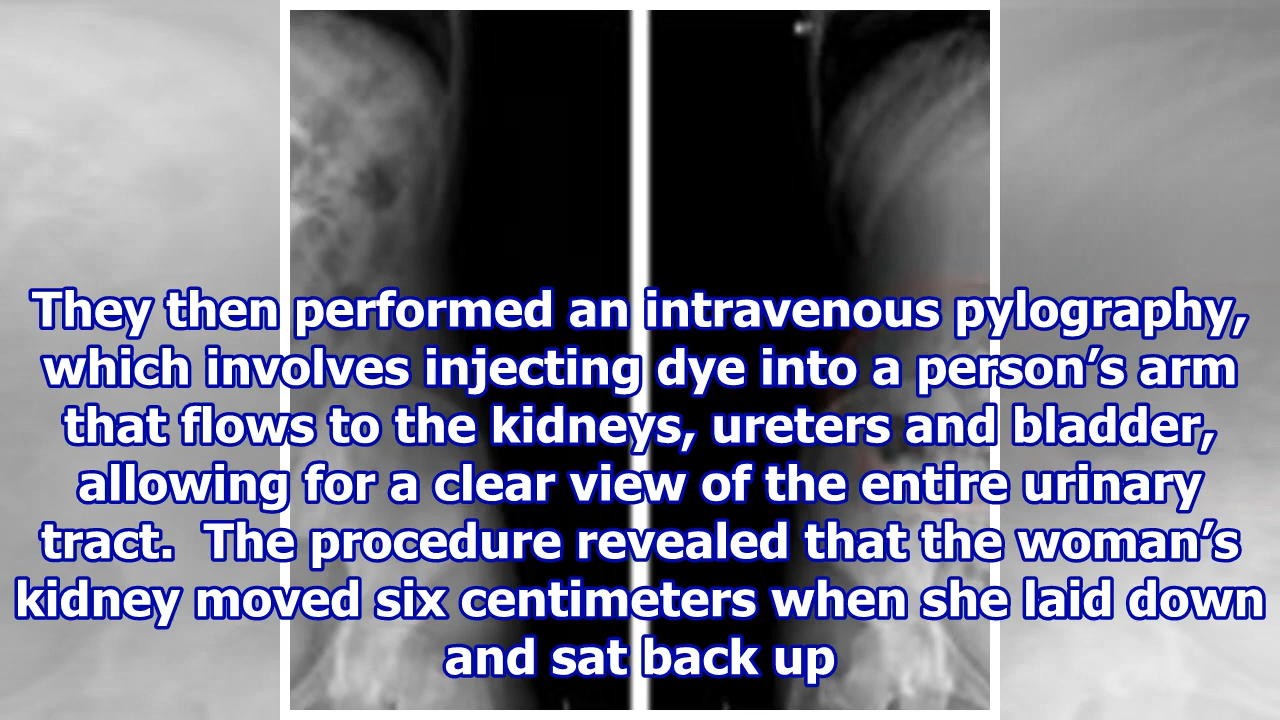 They then performed an intravenous pylography,
which involves injecting dye into a person’s arm
that flows to the kidneys, ureters and bladder,
allowing for a clear view of the entire urinary
tract.  The procedure revealed that the woman’s
kidney moved six centimeters when she laid down
and sat back up